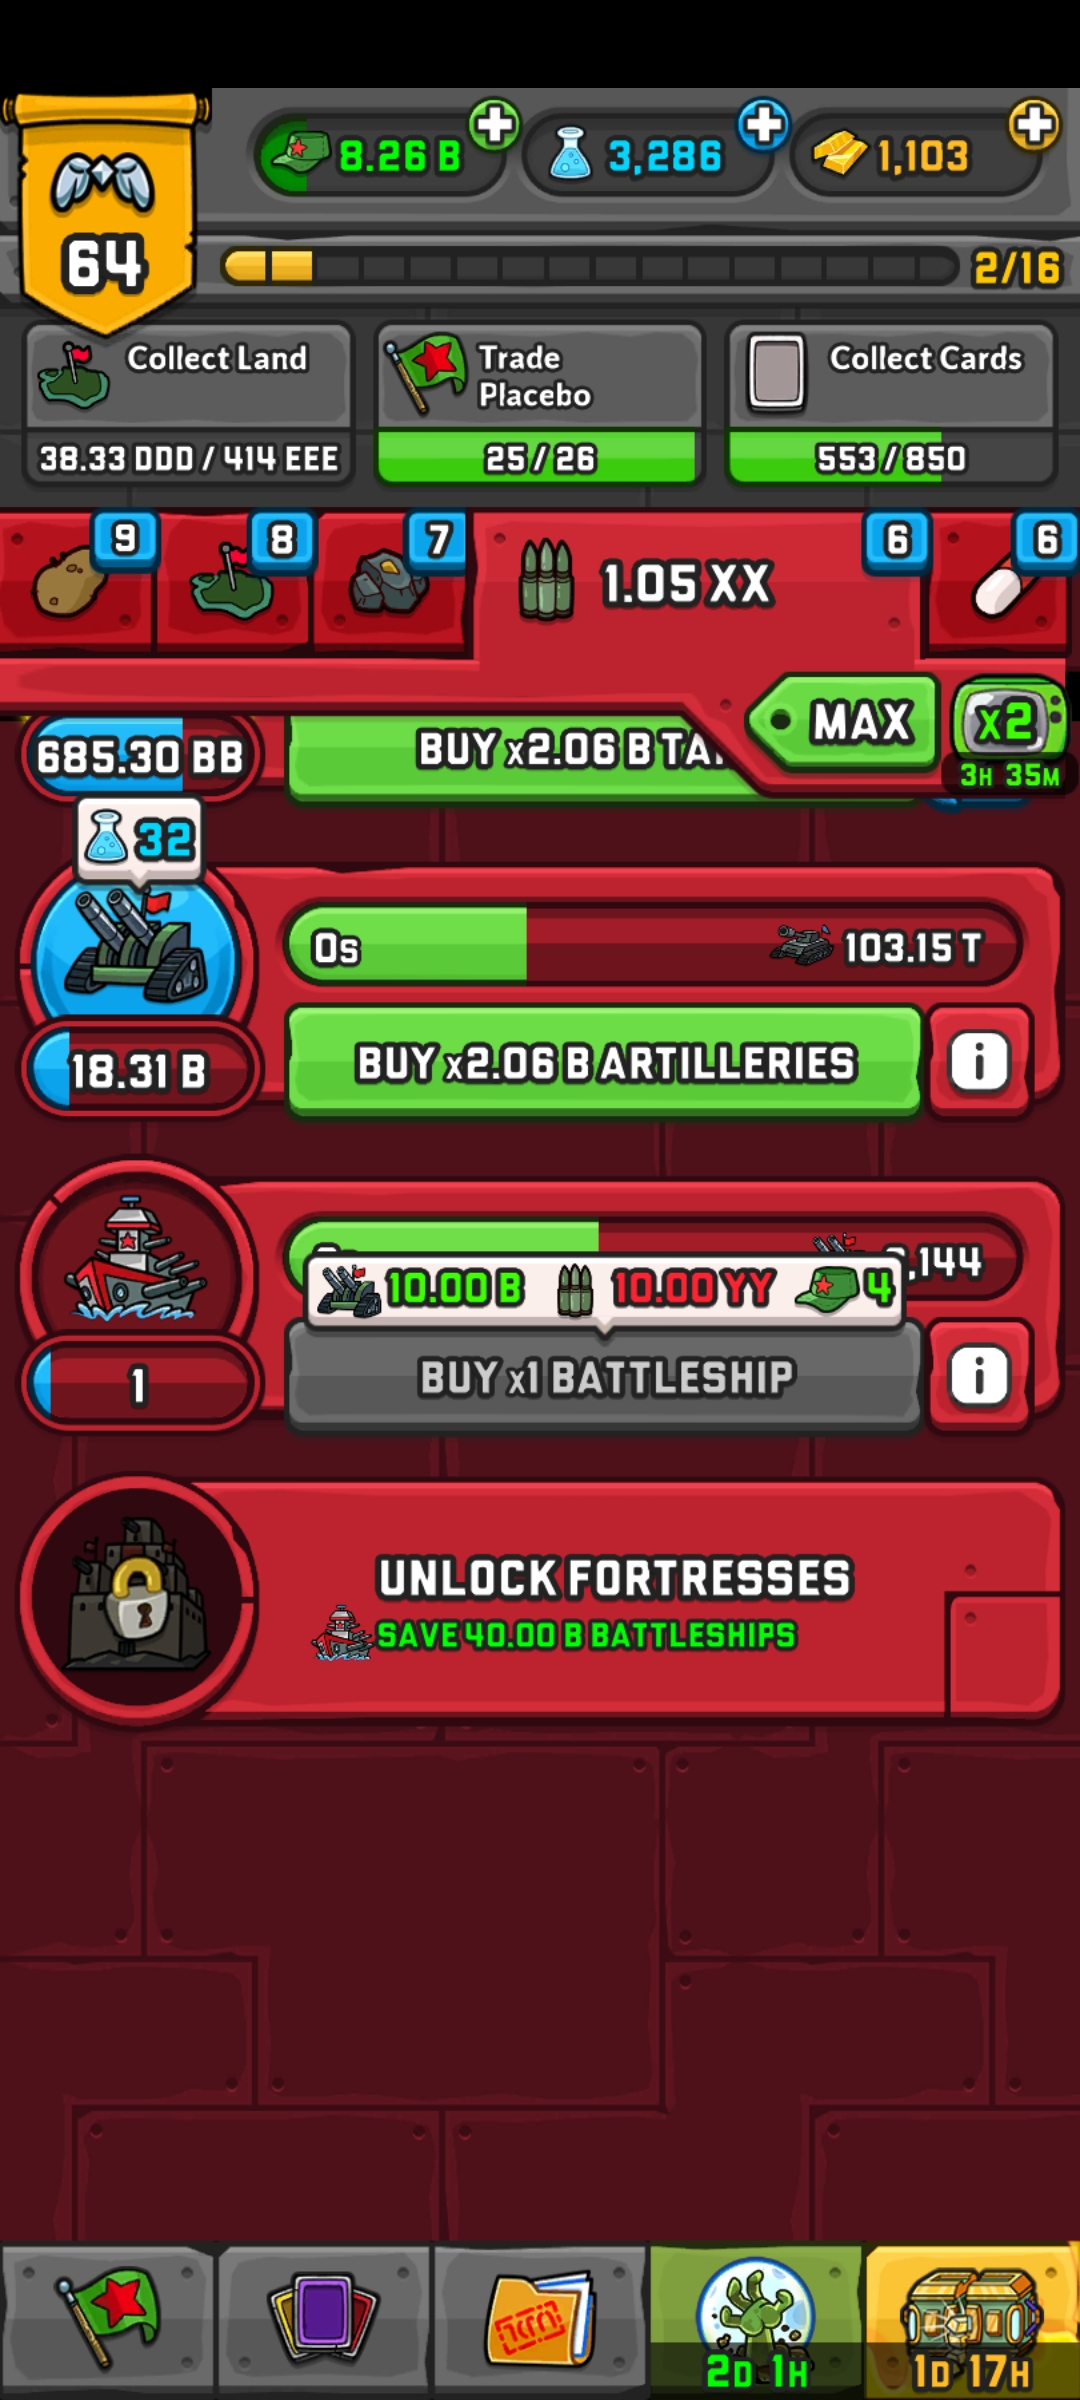 8.26 B
3,286
1,103
64
2/16
Collect Land
38.33 DDD / 414 EEE
Trade
Placebo
25 / 26
Collect Cards
553 / 850
9
8
7
1.05 XX
6
6
MAX
x2
3H 35M
685.30 BB
BUY x2.06 B
32
0s
103.15 T
18.31 B
BUY x2.06 B ARTILLERIES
,144
10.00 B
10.00 YY
4
1
BUY x1 BATTLESHIP
UNLOCK FORTRESSES
SAVE 40.00 B BATTLESHIPS
2D 1H
1D 17H